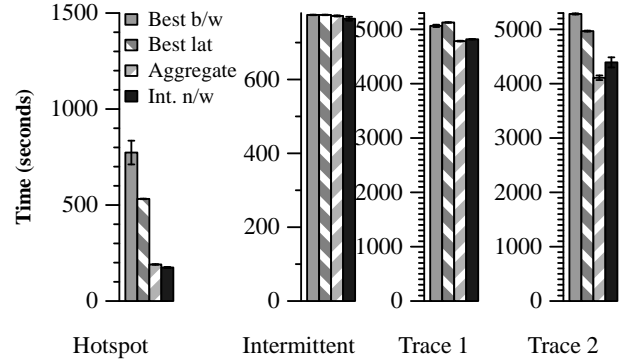 Time (seconds)
1500
1000
500
0
Best b/w
Best lat
Aggregate
Int. n/w
Hotspot
600
400
200
0
Intermittent
5000
4000
3000
2000
1000
0
Trace 1
5000
4000
3000
2000
1000
0
Trace 2